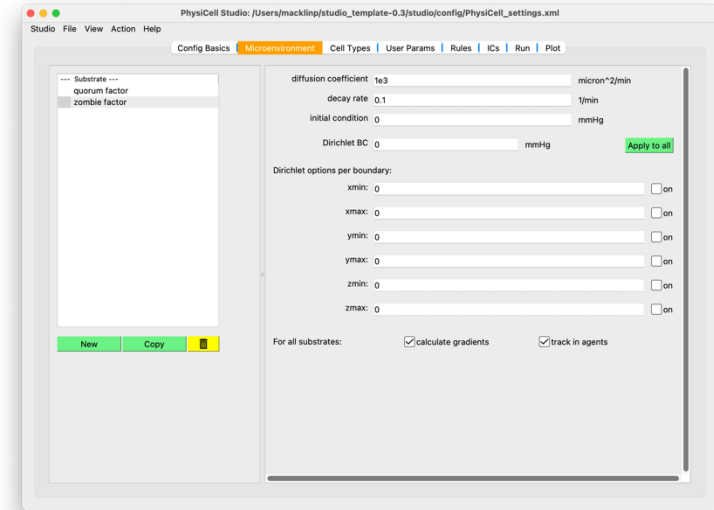 PhysiCell Studio: /Users/macklinp/studio_template-0.3/studio/config/PhysiCell_settings.xml
Studio File View Action Help
Config Basics Microenvironment Cell Types User Params Rules ICs Run Plot
--- Substrate ---
quorum factor
zombie factor
New Copy
diffusion coefficient 1e3 micron^2/min
decay rate 0.1 1/min
initial condition 0 mmHg
Dirichlet BC 0 mmHg Apply to all
Dirichlet options per boundary:
xmin: 0 on
xmax: 0 on
ymin: 0 on
ymax: 0 on
zmin: 0 on
zmax: 0 on
For all substrates: calculate gradients track in agents